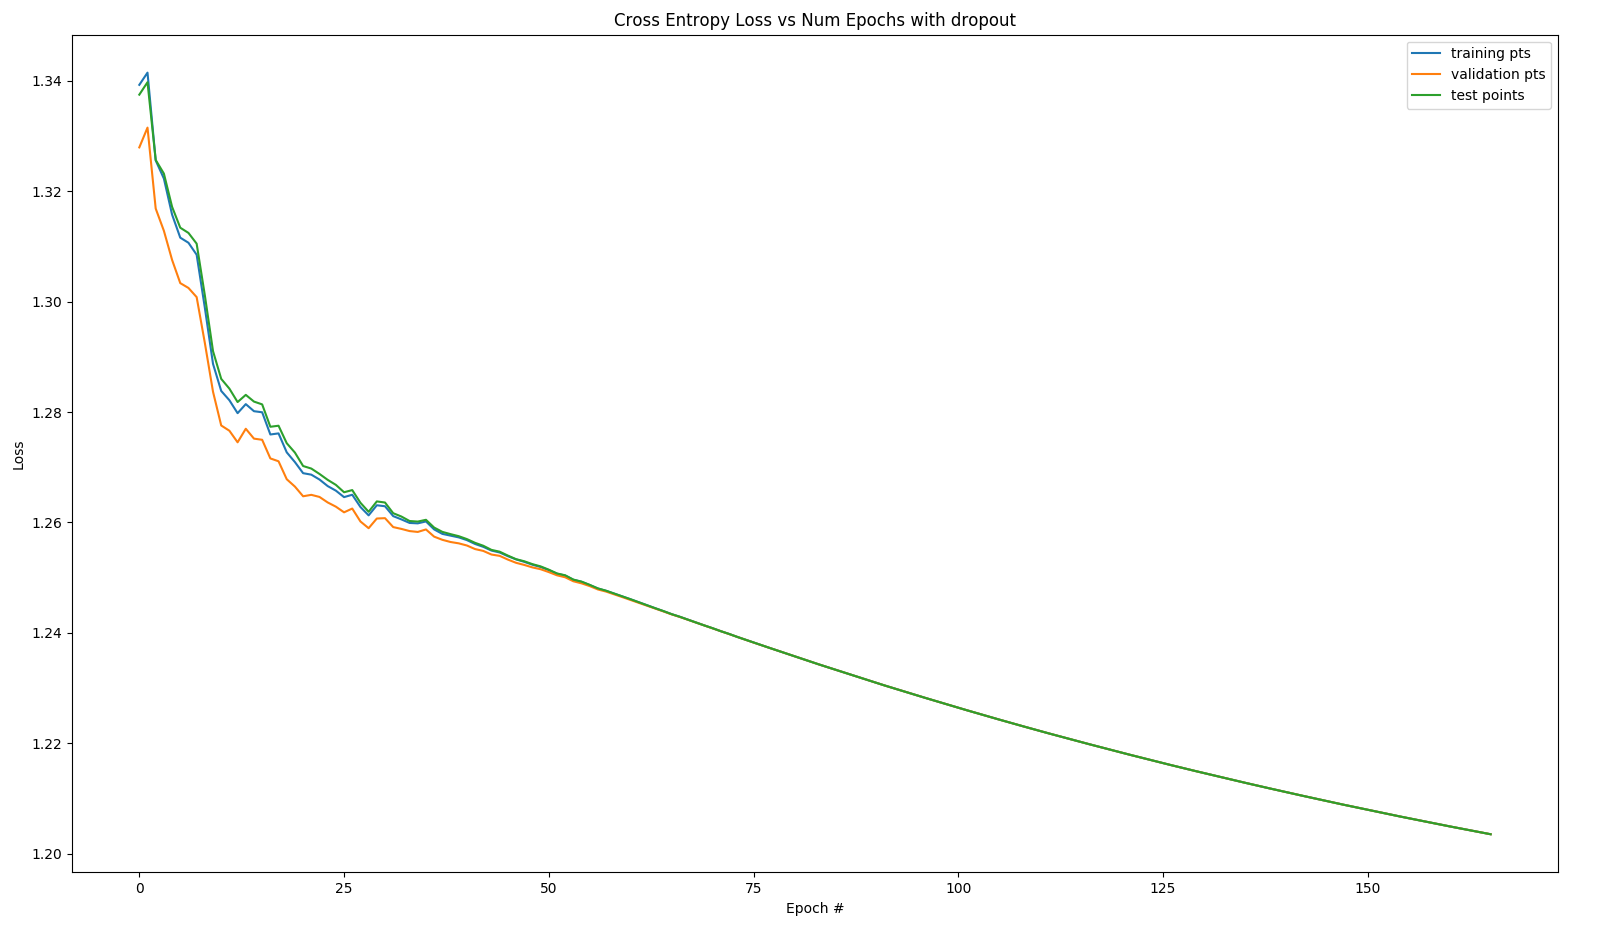 Cross Entropy Loss vs Num Epochs with dropout
training pts
validation pts
test points
1.34
1.32
1.30
1.28
1.26
1.24
1.22
1.20
Loss
0 25 50 75 100 125 150
Epoch #